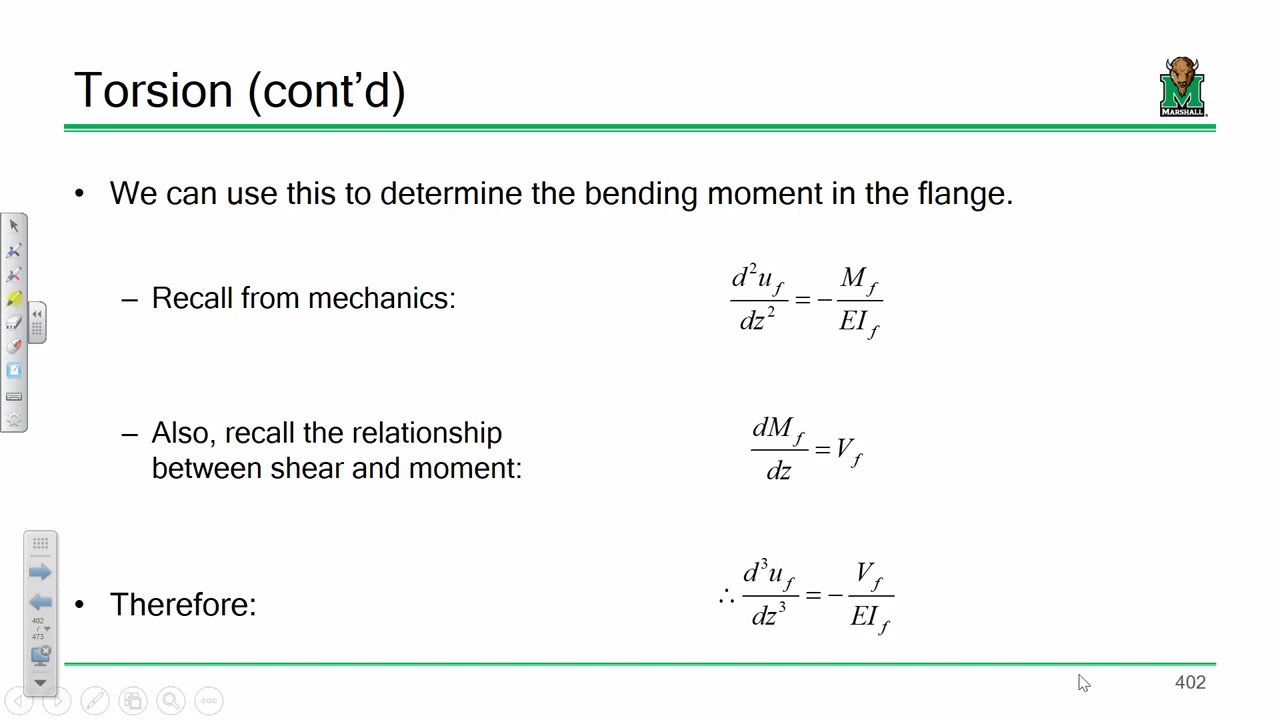 Torsion (cont’d)
MARSHALL
• We can use this to determine the bending moment in the flange.
– Recall from mechanics:
d²u_f / dz² = − M_f / EI_f
– Also, recall the relationship
between shear and moment:
dM_f / dz = V_f
• Therefore:
∴ d³u_f / dz³ = − V_f / EI_f
402
/
473
402